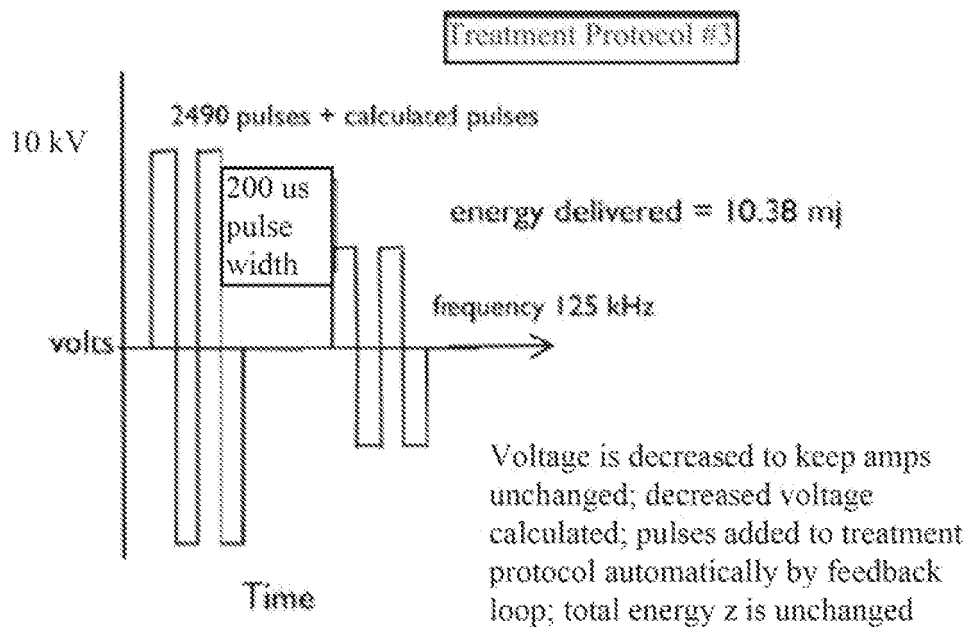 Treatment Protocol #3
2490 pulses + calculated pulses
10 kV
200 us
pulse
width
energy delivered = 10.38 mj
frequency 125 kHz
volts
Voltage is decreased to keep amps
unchanged; decreased voltage
calculated; pulses added to treatment
protocol automatically by feedback
loop; total energy z is unchanged
Time